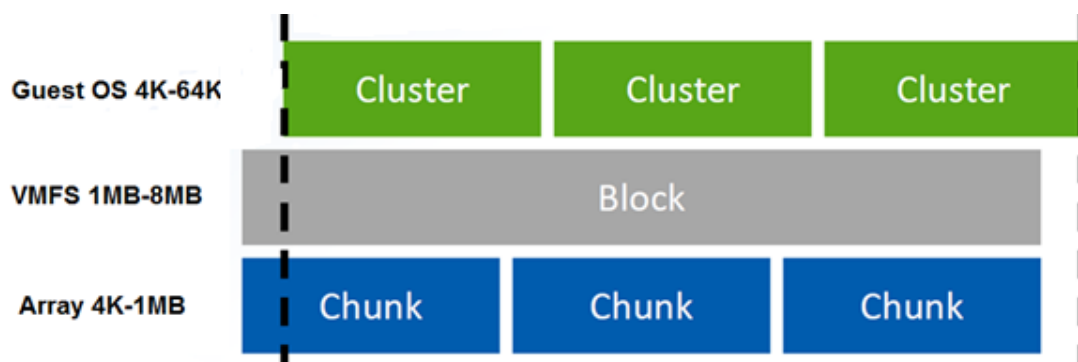 Guest OS 4K-64K Cluster Cluster Cluster
VMFS 1MB-8MB Block
Array 4K-1MB Chunk Chunk Chunk